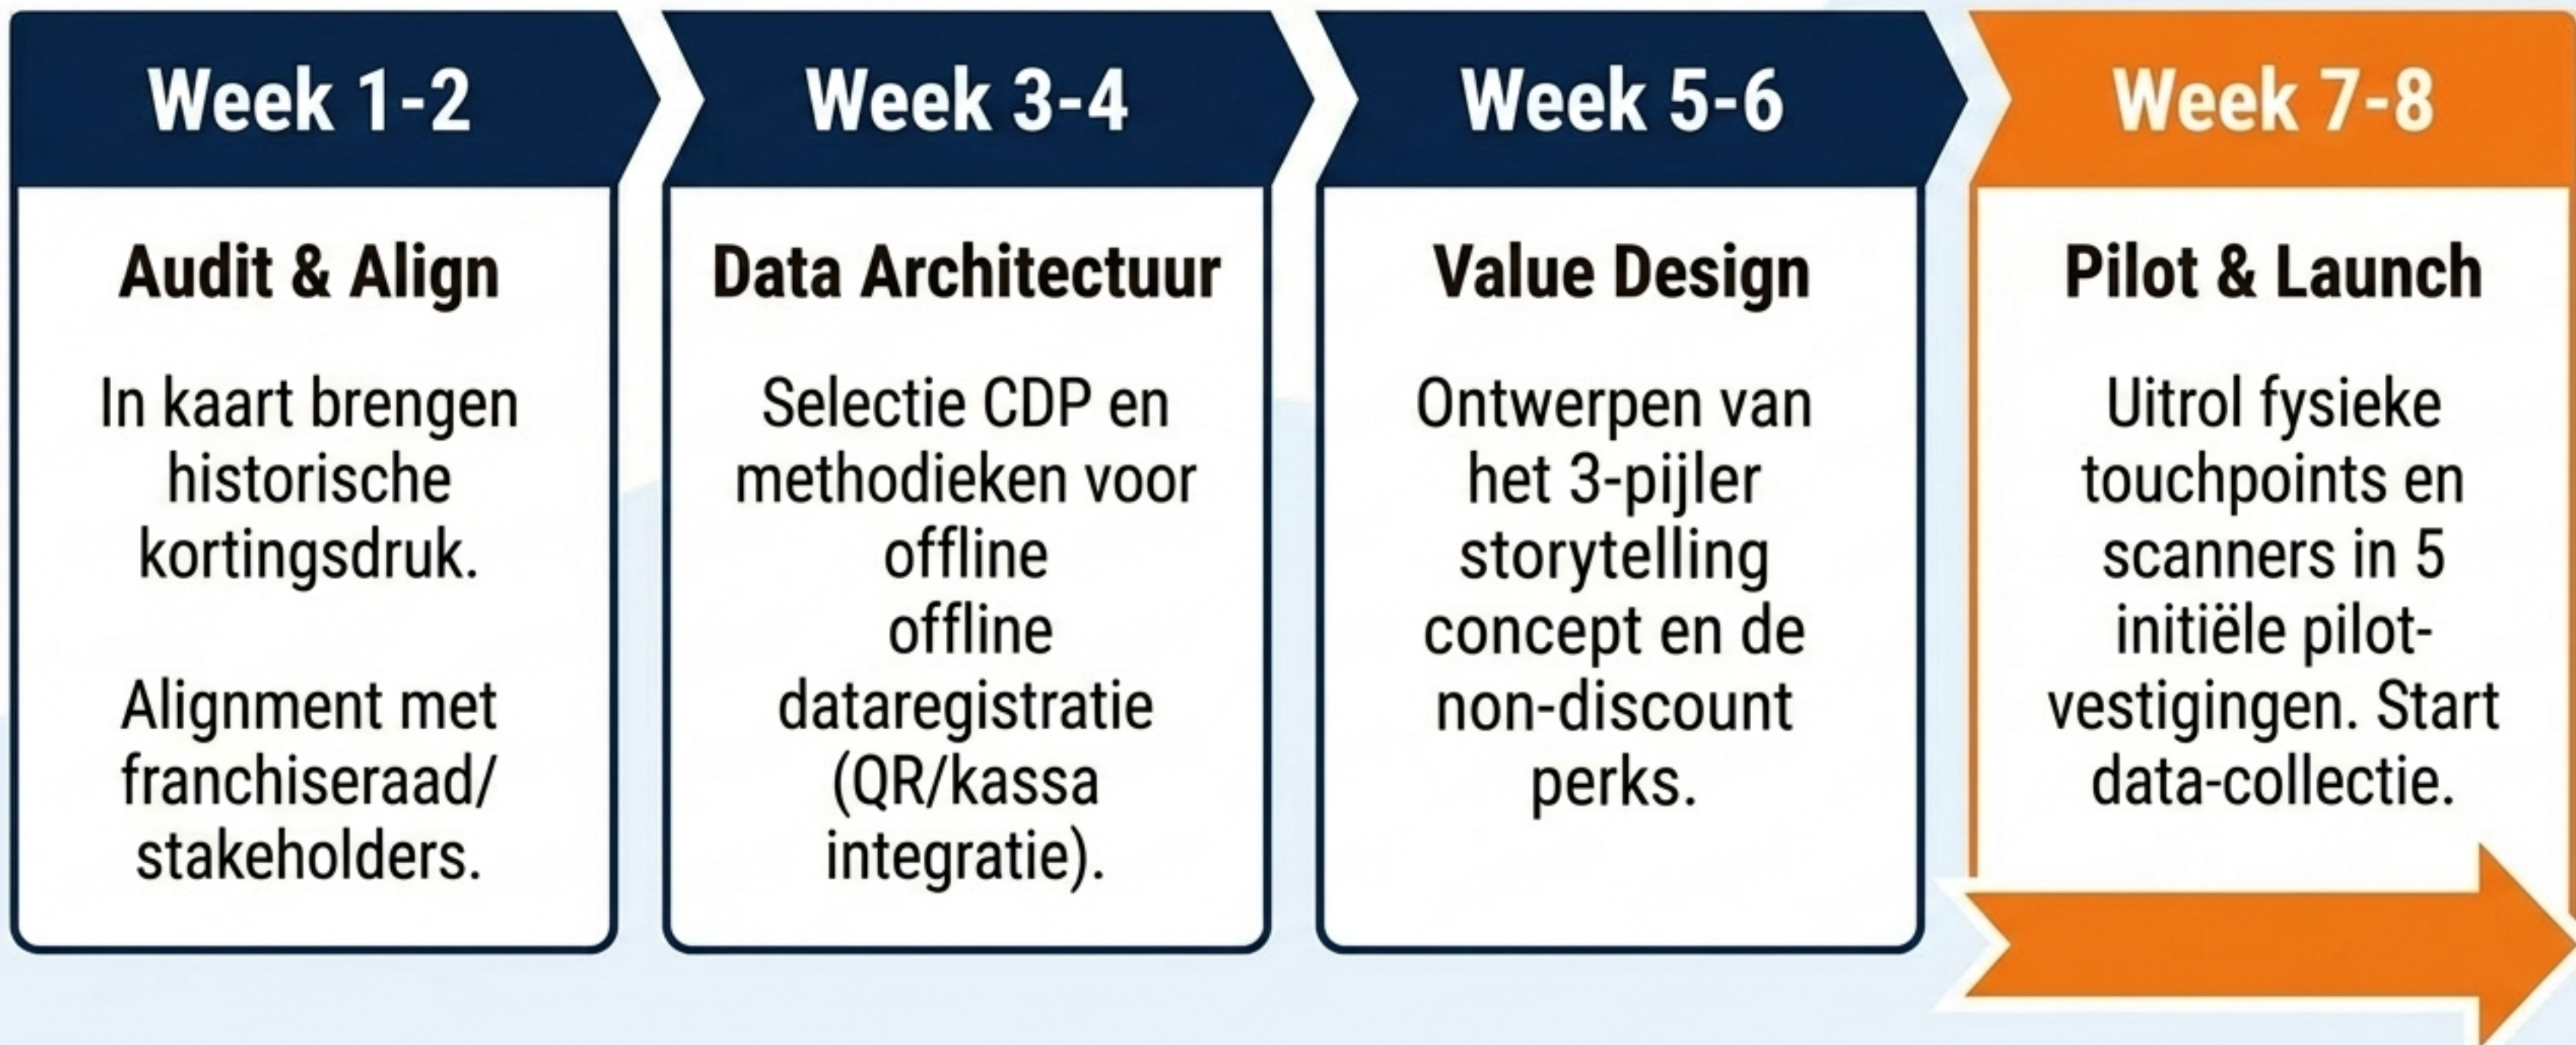 Week 1-2
Audit & Align
In kaart brengen
historische
kortingsdruk.
Alignment met
franchiseraad/
stakeholders.
Week 3-4
Data Architectuur
Selectie CDP en
methodieken voor
offline
offline
dataregistratie
(QR/kassa
integratie).
Week 5-6
Value Design
Ontwerpen van
het 3-pijler
storytelling
concept en de
non-discount
perks.
Week 7-8
Pilot & Launch
Uitrol fysieke
touchpoints en
scanners in 5
initiële pilot-
vestigingen. Start
data-collectie.